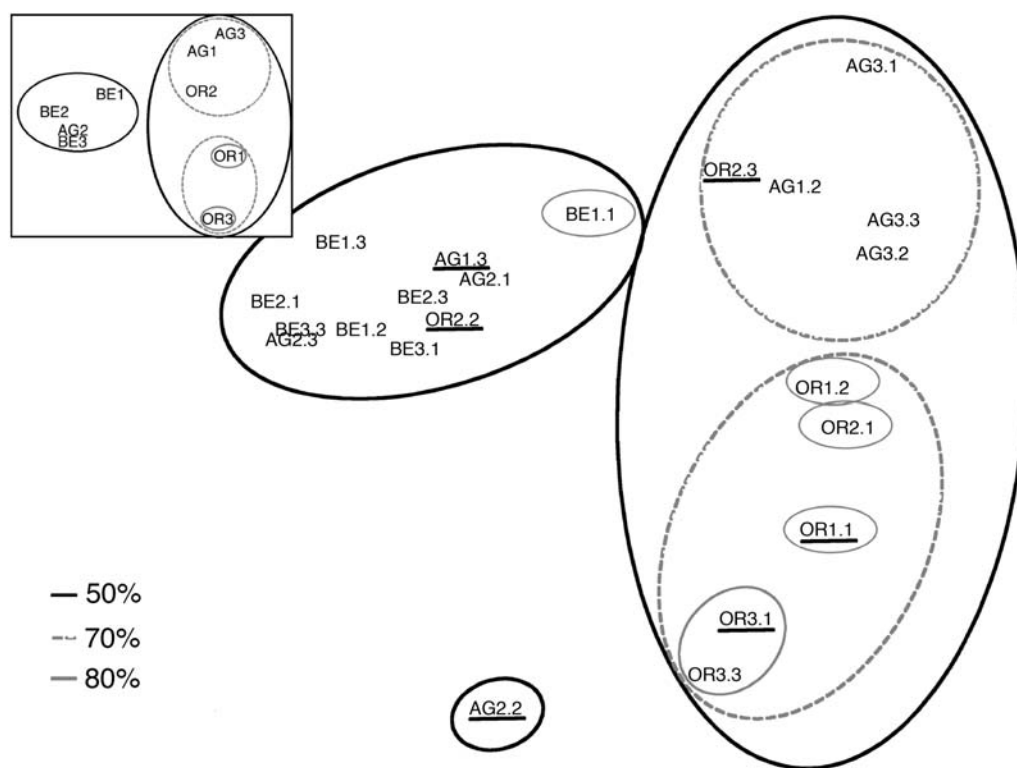 AG3
AG1
BE1
OR2
BE2
AG2
BE3
OR1
OR3
AG3.1
OR2.3
AG1.2
BE1.1
AG3.3
BE1.3
AG3.2
AG1.3
AG2.1
BE2.1
BE2.3
OR2.2
BE3.3
BE1.2
AG2.3
BE3.1
OR1.2
OR2.1
OR1.1
50%
OR3.1
70%
OR3.3
80%
AG2.2